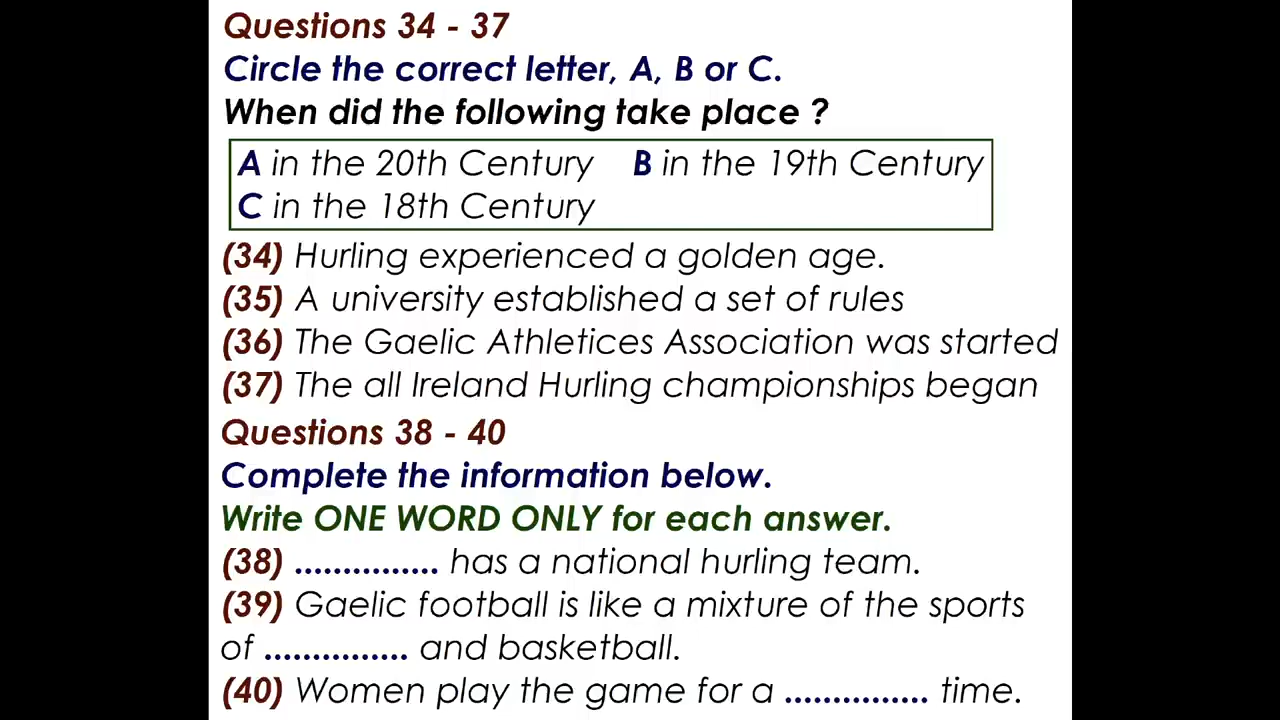 Questions 34 - 37
Circle the correct letter, A, B or C.
When did the following take place ?
A in the 20th Century B in the 19th Century
C in the 18th Century
(34) Hurling experienced a golden age.
(35) A university established a set of rules
(36) The Gaelic Athletices Association was started
(37) The all Ireland Hurling championships began
Questions 38 - 40
Complete the information below.
Write ONE WORD ONLY for each answer.
(38) ............... has a national hurling team.
(39) Gaelic football is like a mixture of the sports
of ............... and basketball.
(40) Women play the game for a ............... time.